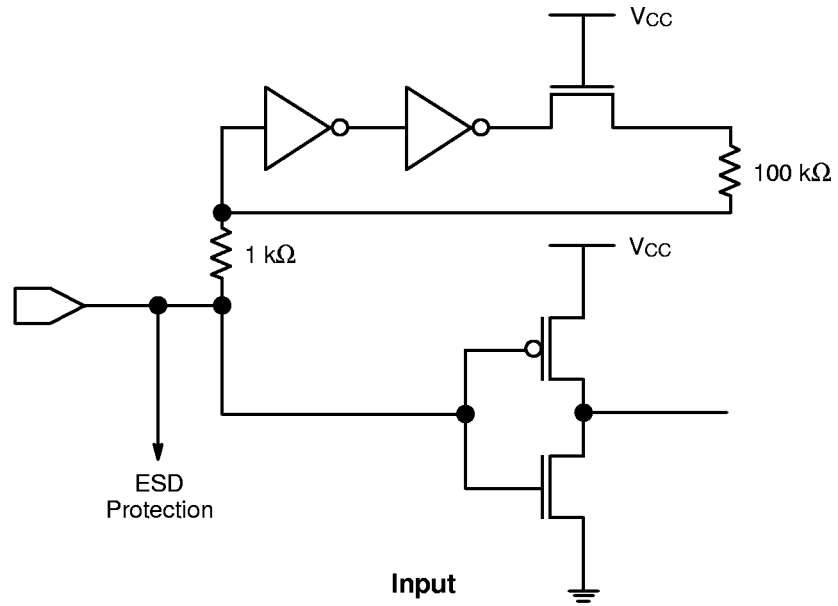 VCC
100 kΩ
1 kΩ
VCC
ESD
Protection
Input